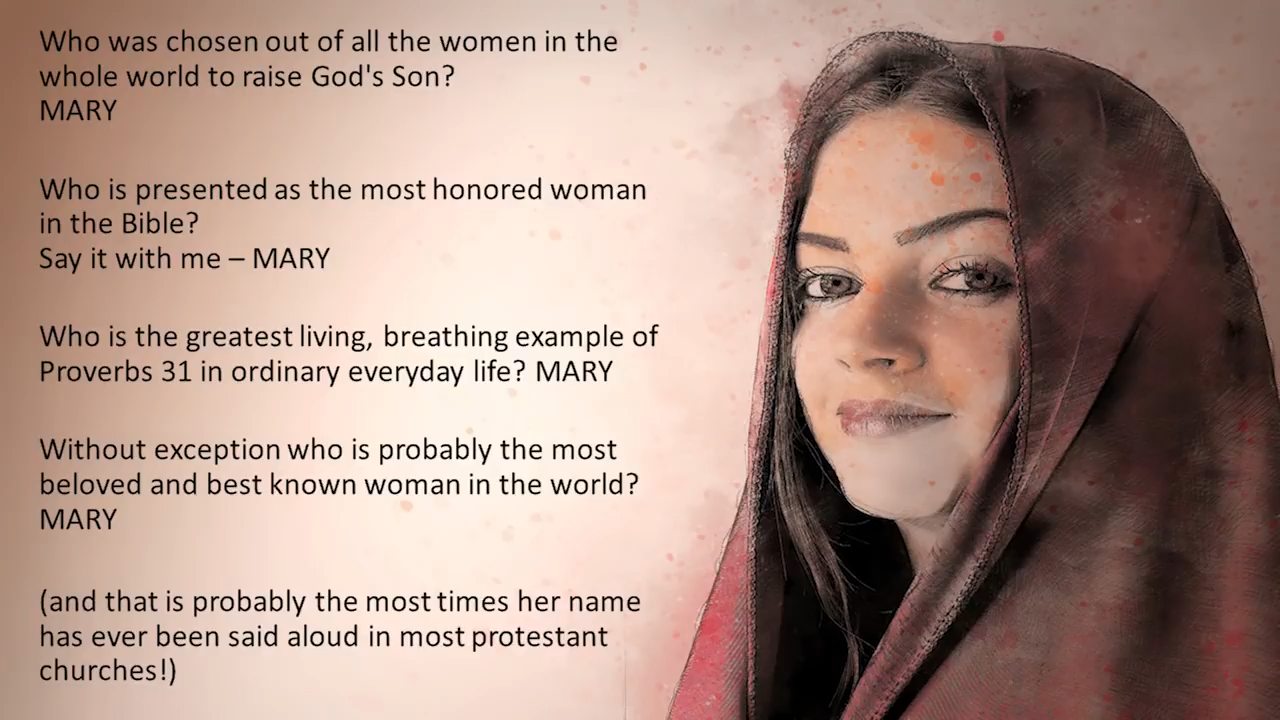 Who was chosen out of all the women in the
whole world to raise God's Son?
MARY
Who is presented as the most honored woman
in the Bible?
Say it with me – MARY
Who is the greatest living, breathing example of
Proverbs 31 in ordinary everyday life? MARY
Without exception who is probably the most
beloved and best known woman in the world?
MARY
(and that is probably the most times her name
has ever been said aloud in most protestant
churches!)